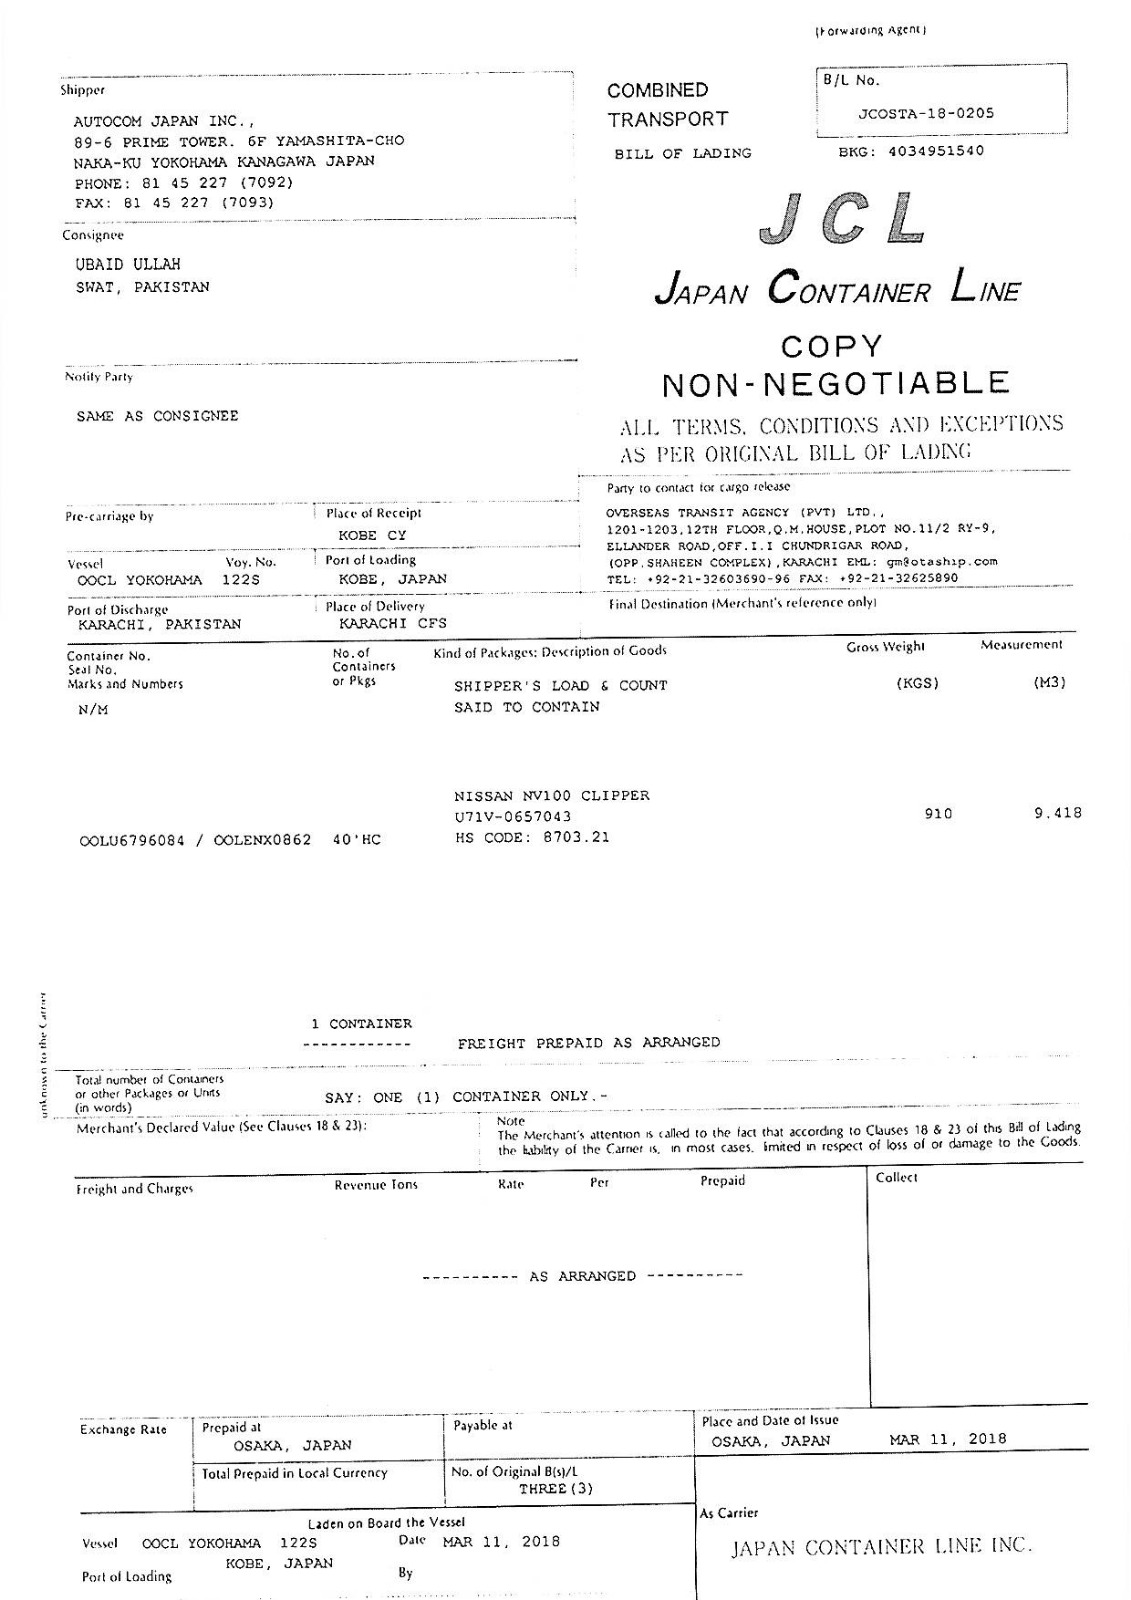 (Forwarding Agent)
Shipper
AUTOCOM JAPAN INC.,
89-6 PRIME TOWER. 6F YAMASHITA-CHO
NAKA-KU YOKOHAMA KANAGAWA JAPAN
PHONE: 81 45 227 (7092)
FAX: 81 45 227 (7093)
COMBINED
TRANSPORT
BILL OF LADING
B/L No.
JCOSTA-18-0205
BKG: 4034951540
Consignee
UBAID ULLAH
SWAT, PAKISTAN
JCL
JAPAN CONTAINER LINE
COPY
NON-NEGOTIABLE
ALL TERMS, CONDITIONS AND EXCEPTIONS
AS PER ORIGINAL BILL OF LADING
Notify Party
SAME AS CONSIGNEE
Party to contact for cargo release
OVERSEAS TRANSIT AGENCY (PVT) LTD.,
1201-1203,12TH FLOOR,Q.M.HOUSE,PLOT NO.11/2 RY-9,
ELLANDER ROAD,OFF.I.I CHUNDRIGAR ROAD,
(OPP.SHAHEEN COMPLEX),KARACHI EML: gm@otaship.com
TEL: +92-21-32603690-96 FAX: +92-21-32625890
Pre-carriage by
Place of Receipt
KOBE CY
Vessel Voy. No.
OOCL YOKOHAMA 122S
Port of Loading
KOBE, JAPAN
Port of Discharge
KARACHI, PAKISTAN
Place of Delivery
KARACHI CFS
Final Destination (Merchant's reference only)
Container No.
Seal No.
Marks and Numbers
No. of
Containers
or Pkgs
Kind of Packages: Description of Goods
Gross Weight
Measurement
N/M
SHIPPER'S LOAD & COUNT
SAID TO CONTAIN
(KGS)
(M3)
NISSAN NV100 CLIPPER
U71V-0657043 910 9.418
OOLU6796084 / OOLENX0862 40'HC HS CODE: 8703.21
unknown to the Carrier
1 CONTAINER
------------ FREIGHT PREPAID AS ARRANGED
Total number of Containers
or other Packages or Units
(in words)
SAY: ONE (1) CONTAINER ONLY.-
Merchant's Declared Value (See Clauses 18 & 23):
Note
The Merchant's attention is called to the fact that according to Clauses 18 & 23 of this Bill of Lading
the liability of the Carrier is, in most cases, limited in respect of loss of or damage to the Goods.
Freight and Charges Revenue Tons Rate Per Prepaid Collect
---------- AS ARRANGED ----------
Exchange Rate
Prepaid at
OSAKA, JAPAN
Payable at
Place and Date of Issue
OSAKA, JAPAN MAR 11, 2018
Total Prepaid in Local Currency
No. of Original B(s)/L
THREE (3)
Laden on Board the Vessel
Vessel OOCL YOKOHAMA 122S Date MAR 11, 2018
KOBE, JAPAN
Port of Loading By
As Carrier
JAPAN CONTAINER LINE INC.